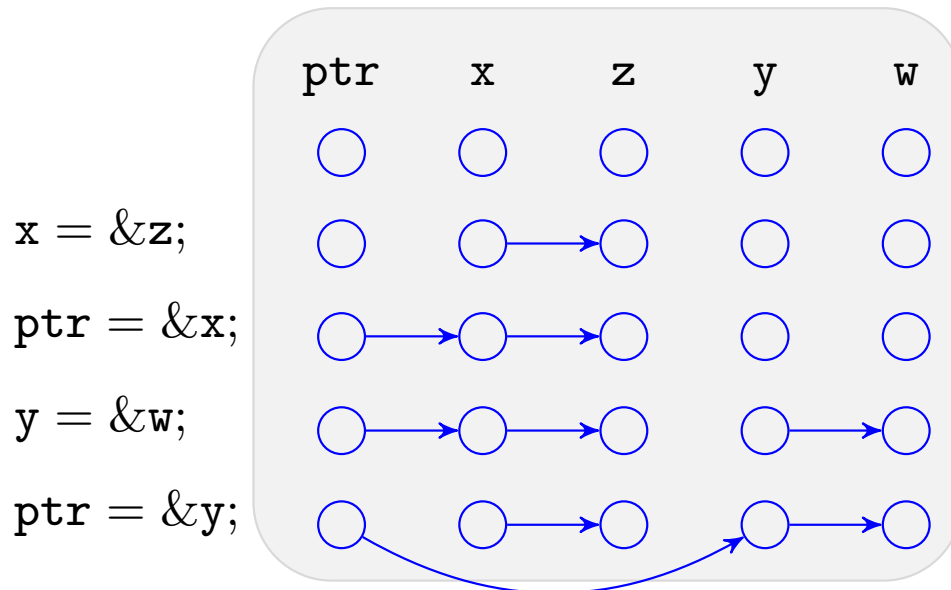 ptr x z y w
x = &z;
ptr = &x;
y = &w;
ptr = &y;